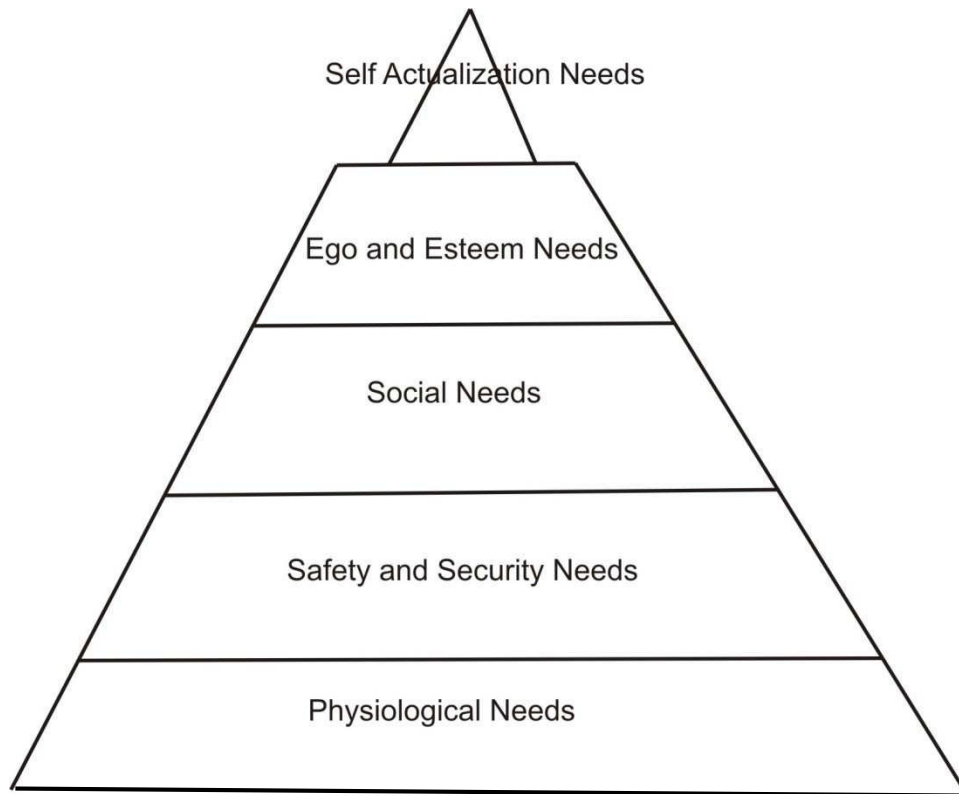 Self Actualization Needs
Ego and Esteem Needs
Social Needs
Safety and Security Needs
Physiological Needs